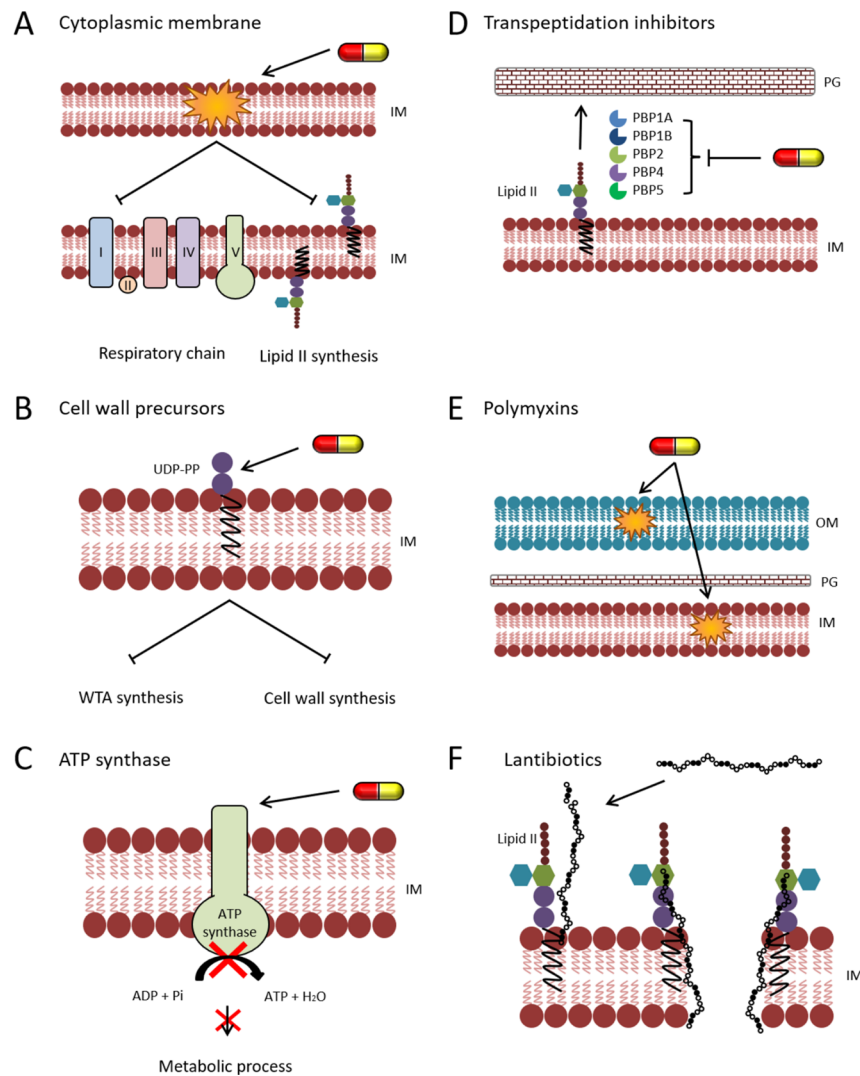 A Cytoplasmic membrane
IM
I
II
III
IV
V
IM
Respiratory chain
Lipid II synthesis
B Cell wall precursors
UDP-PP
IM
WTA synthesis
Cell wall synthesis
C ATP synthase
IM
ATP
synthase
ADP + Pi
ATP + H₂O
Metabolic process
D Transpeptidation inhibitors
PG
PBP1A
PBP1B
PBP2
PBP4
PBP5
Lipid II
IM
E Polymyxins
OM
PG
IM
F Lantibiotics
Lipid II
IM